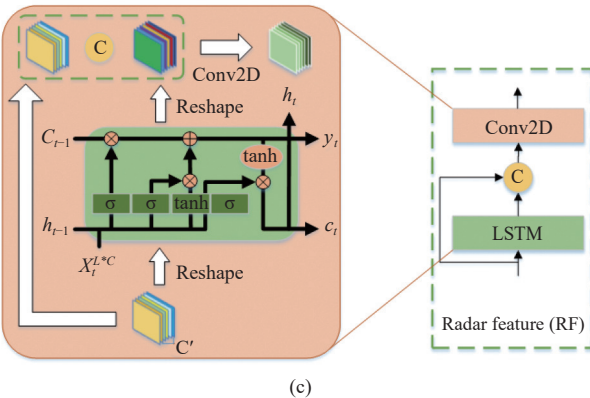 C
Conv2D
Reshape
h_t
C_{t−1}
y_t
tanh
σ
σ
tanh
σ
h_{t−1}
c_t
X_t^{L*C}
Reshape
C′
Conv2D
C
LSTM
Radar feature (RF)
(c)